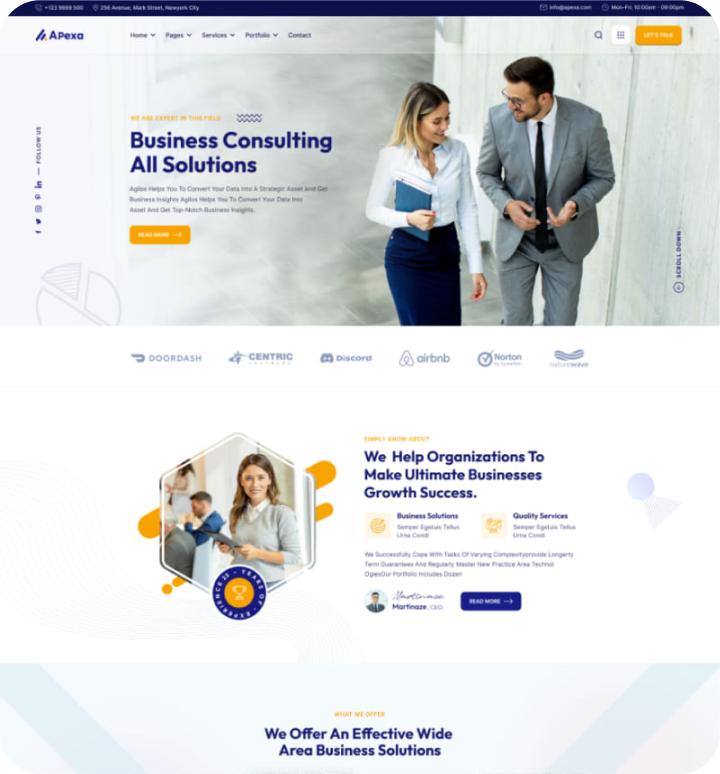 +123 9999 500
256 Avenue, Mark Street, Newyork City
info@apexa.com
Mon-Fri: 10:00am - 09:00pm
APexa
Home
Pages
Services
Portfolio
Contact
LET'S TALK
FOLLOW US
WE ARE EXPERT IN THIS FIELD
Business Consulting
All Solutions
Agilos Helps You To Convert Your Data Into A Strategic Asset And Get
Business Insights Agilos Helps You To Convert Your Data Into
Asset And Get Top-Notch Business Insights.
READ MORE
SCROLL DOWN
DOORDASH
CENTRIC
SOFTWARE
Discord
airbnb
Norton
by Symantec
naturewave
SIMPLY KNOW ABOUT
We Help Organizations To
Make Ultimate Businesses
Growth Success.
Business Solutions
Semper Egetuis Tellus
Urna Condi
Quality Services
Semper Egetuis Tellus
Urna Condi
We Successfully Cope With Tasks Of Varying Complexityprovide Longerty
Term Guarantees And Regularly Master New Practice Area Technol
OgiesOur Portfolio Includes Dozen
Martinaze
Martinaze, CEO
READ MORE
EXPERIENCE 25 - YEARS OF -
WHAT WE OFFER
We Offer An Effective Wide
Area Business Solutions